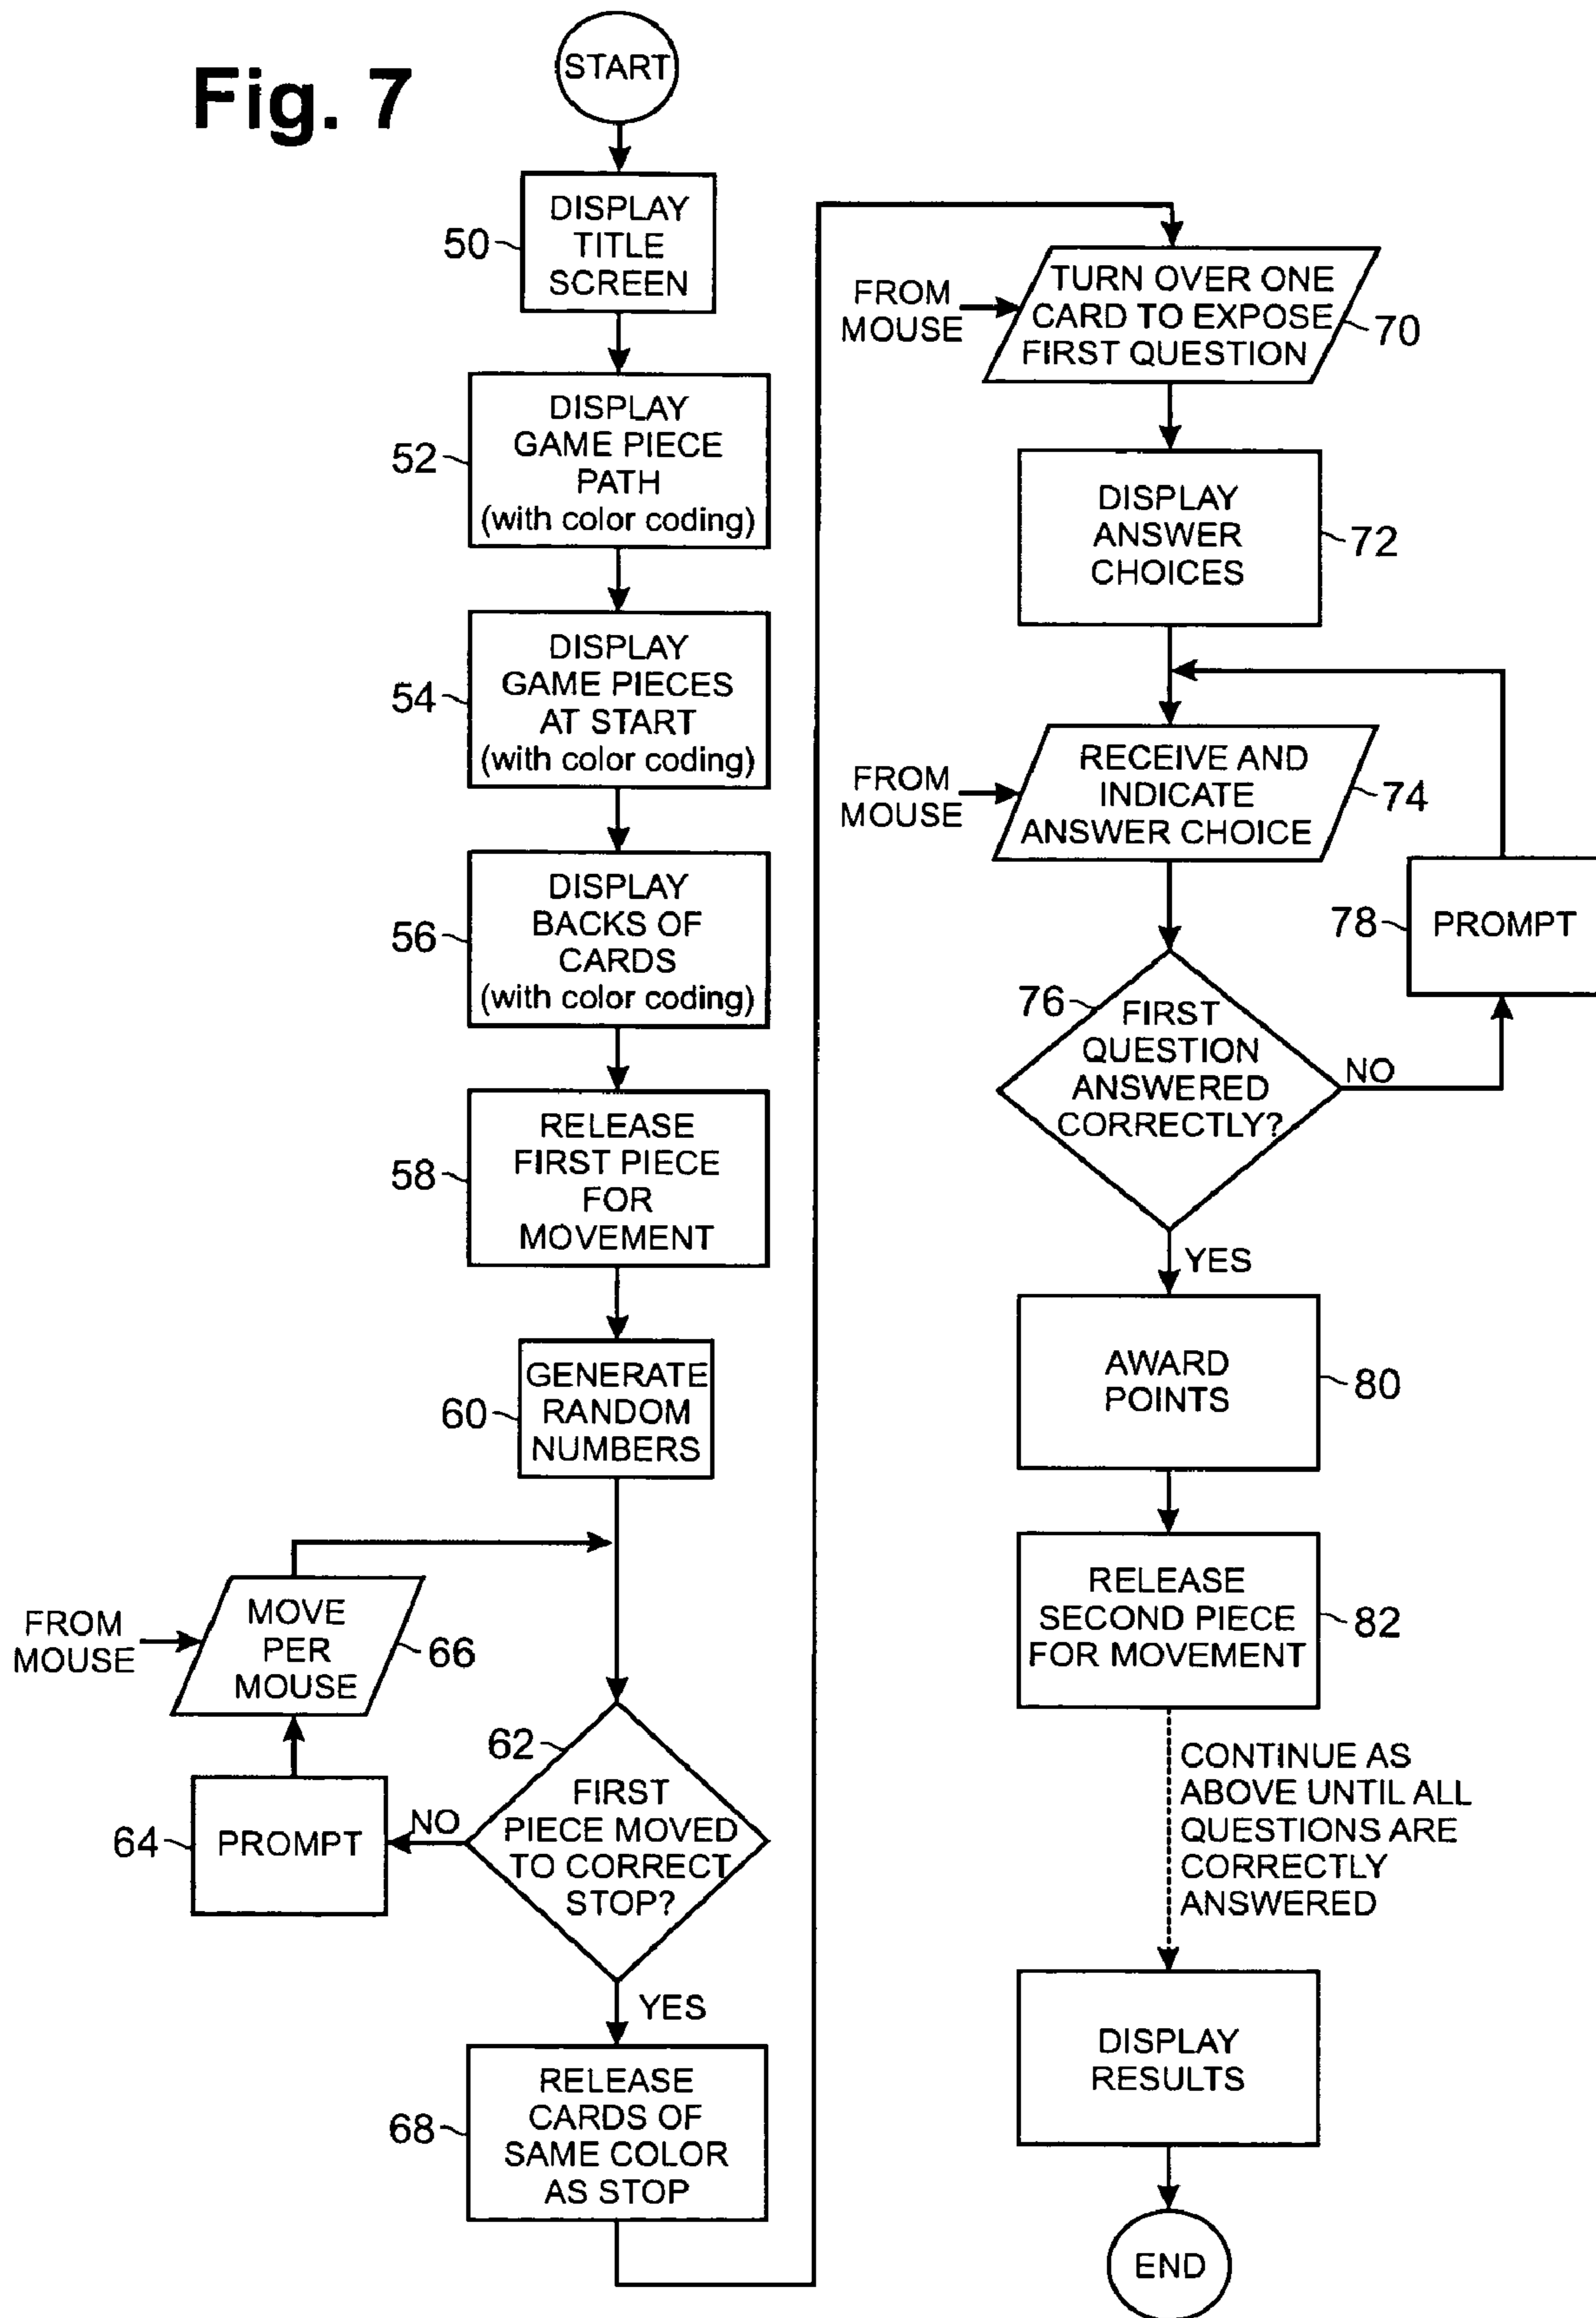 Fig. 7
START
50
DISPLAY
TITLE
SCREEN
52
DISPLAY
GAME PIECE
PATH
(with color coding)
54
DISPLAY
GAME PIECES
AT START
(with color coding)
56
DISPLAY
BACKS OF
CARDS
(with color coding)
58
RELEASE
FIRST PIECE
FOR
MOVEMENT
60
GENERATE
RANDOM
NUMBERS
FROM
MOUSE
MOVE
PER
MOUSE
66
62
FIRST
PIECE MOVED
TO CORRECT
STOP?
NO
64
PROMPT
YES
68
RELEASE
CARDS OF
SAME COLOR
AS STOP
FROM
MOUSE
TURN OVER ONE
CARD TO EXPOSE
FIRST QUESTION
70
DISPLAY
ANSWER
CHOICES
72
FROM
MOUSE
RECEIVE AND
INDICATE
ANSWER CHOICE
74
78
PROMPT
76
FIRST
QUESTION
ANSWERED
CORRECTLY?
NO
YES
AWARD
POINTS
80
RELEASE
SECOND PIECE
FOR MOVEMENT
82
CONTINUE AS
ABOVE UNTIL ALL
QUESTIONS ARE
CORRECTLY
ANSWERED
DISPLAY
RESULTS
END